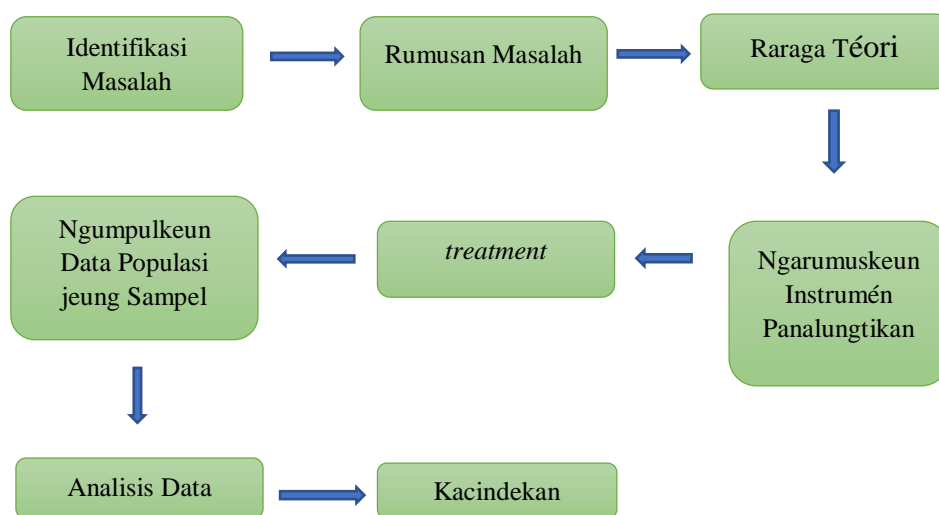 Identifikasi
Masalah
Rumusan Masalah
Raraga Téori
Ngarumuskeun
Instrumén
Panalungtikan
treatment
Ngumpulkeun
Data Populasi
jeung Sampel
Analisis Data
Kacindekan